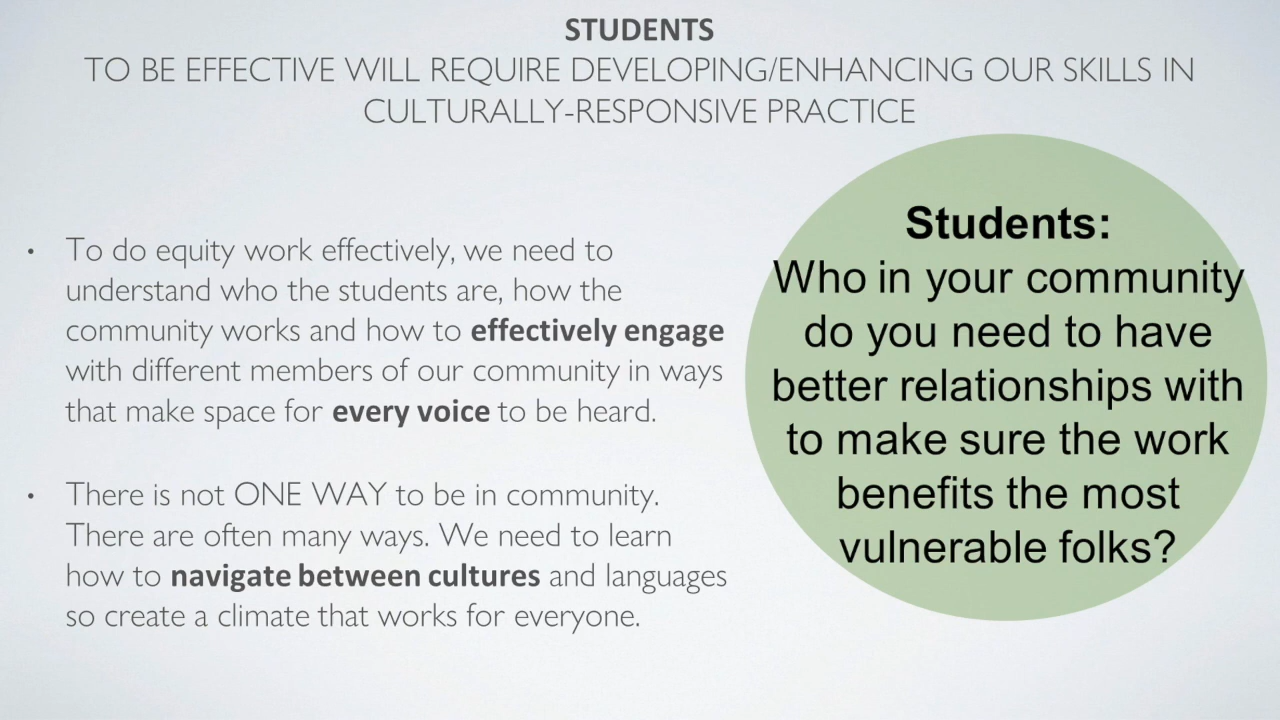 STUDENTS
TO BE EFFECTIVE WILL REQUIRE DEVELOPING/ENHANCING OUR SKILLS IN
CULTURALLY-RESPONSIVE PRACTICE
• To do equity work effectively, we need to
understand who the students are, how the
community works and how to effectively engage
with different members of our community in ways
that make space for every voice to be heard.
• There is not ONE WAY to be in community.
There are often many ways. We need to learn
how to navigate between cultures and languages
so create a climate that works for everyone.
Students:
Who in your community
do you need to have
better relationships with
to make sure the work
benefits the most
vulnerable folks?